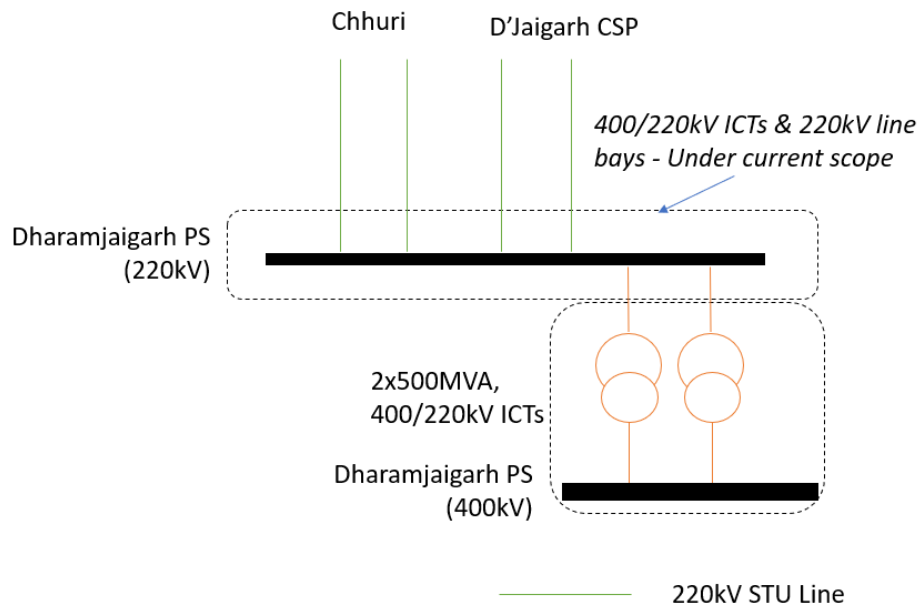 Chhuri
D'Jaigarh CSP
400/220kV ICTs & 220kV line
bays - Under current scope
Dharamjaigarh PS
(220kV)
2x500MVA,
400/220kV ICTs
Dharamjaigarh PS
(400kV)
220kV STU Line